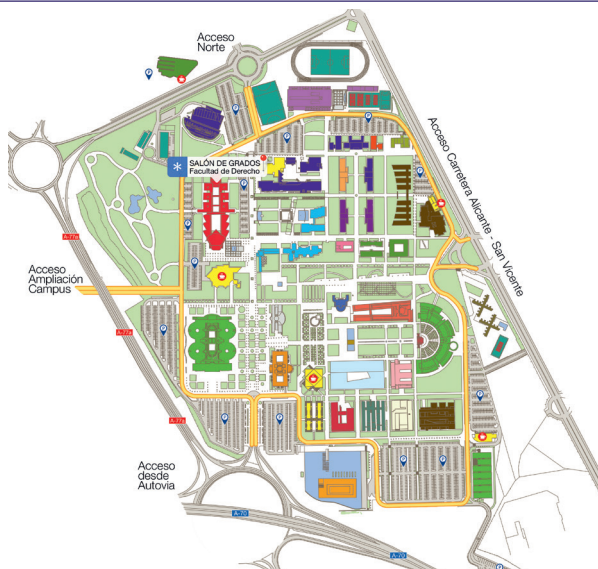 Acceso
Norte
P
P
P
P
*
SALÓN DE GRADOS
Facultad de Derecho
Acceso Carretera Alicante - San Vicente
P
P
P
P
A-77a
P
Acceso
Ampliación
Campus
P
A-77a
P
A-77a
P
P
Acceso
desde
Autovia
P
P
A-70
A-70
P